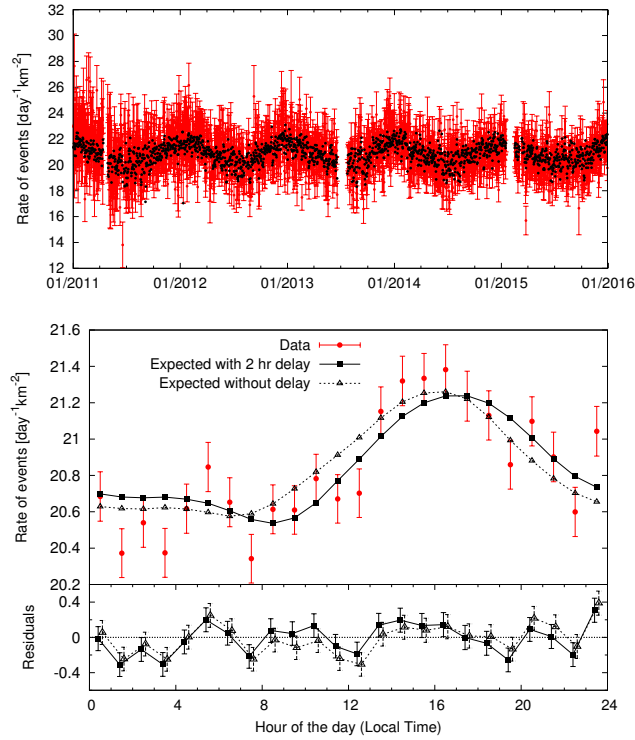 Rate of events [day⁻¹km⁻²]
28
26
24
22
20
18
16
14
12
01/2011 01/2012 01/2013 01/2014 01/2015 01/2016
Rate of events [day⁻¹km⁻²]
21.6
21.4
21.2
21
20.8
20.6
20.4
20.2
Data
Expected with 2 hr delay
Expected without delay
Residuals
0.4
0
-0.4
0 4 8 12 16 20 24
Hour of the day (Local Time)